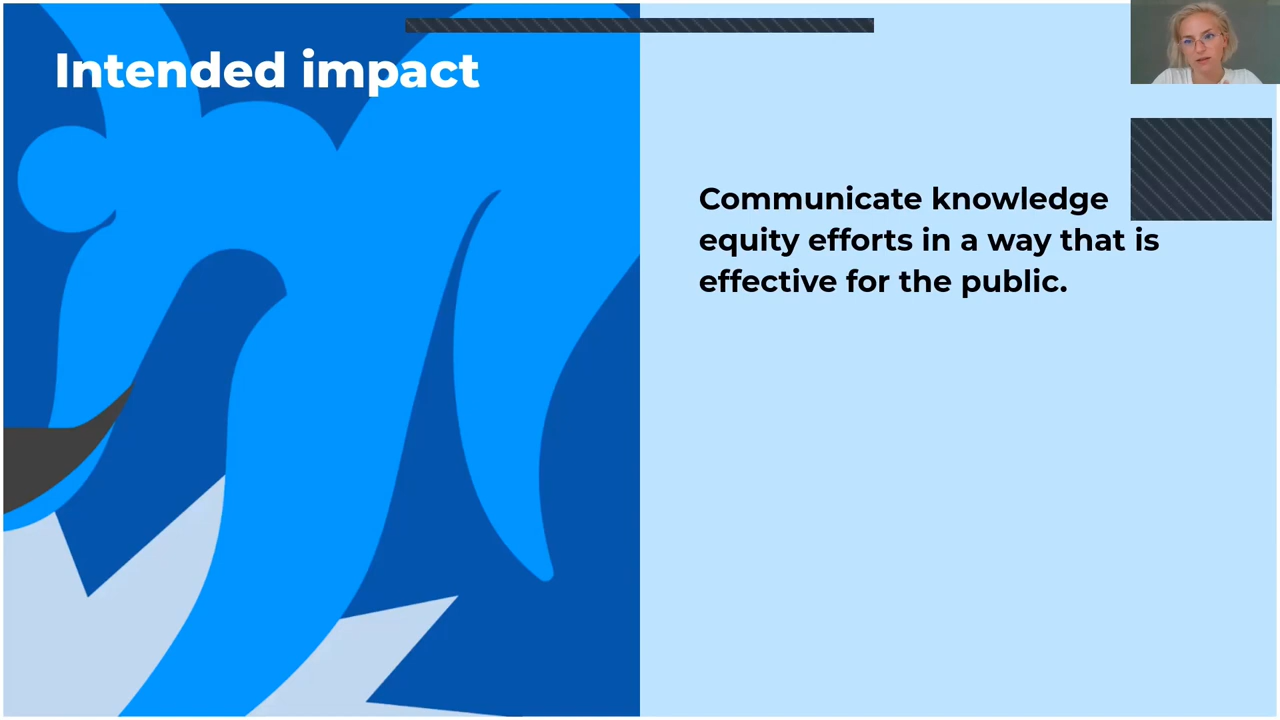 Intended impact
Communicate knowledge
equity efforts in a way that is
effective for the public.